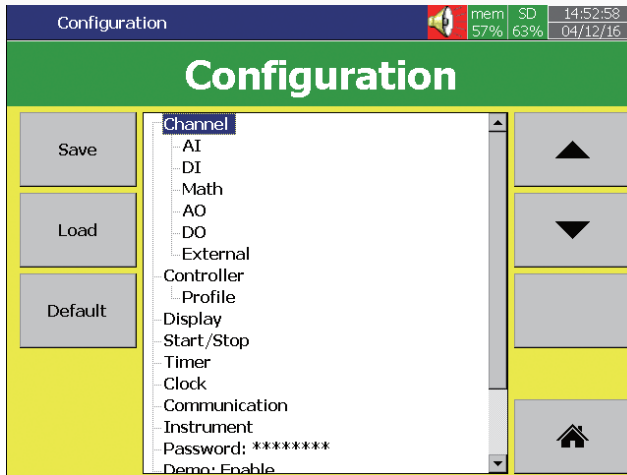 Configuration
mem 57%
SD 63%
14:52:58
04/12/16
Configuration
Save
Load
Default
Channel
AI
DI
Math
AO
DO
External
Controller
Profile
Display
Start/Stop
Timer
Clock
Communication
Instrument
Password: ********
Demo: Enable